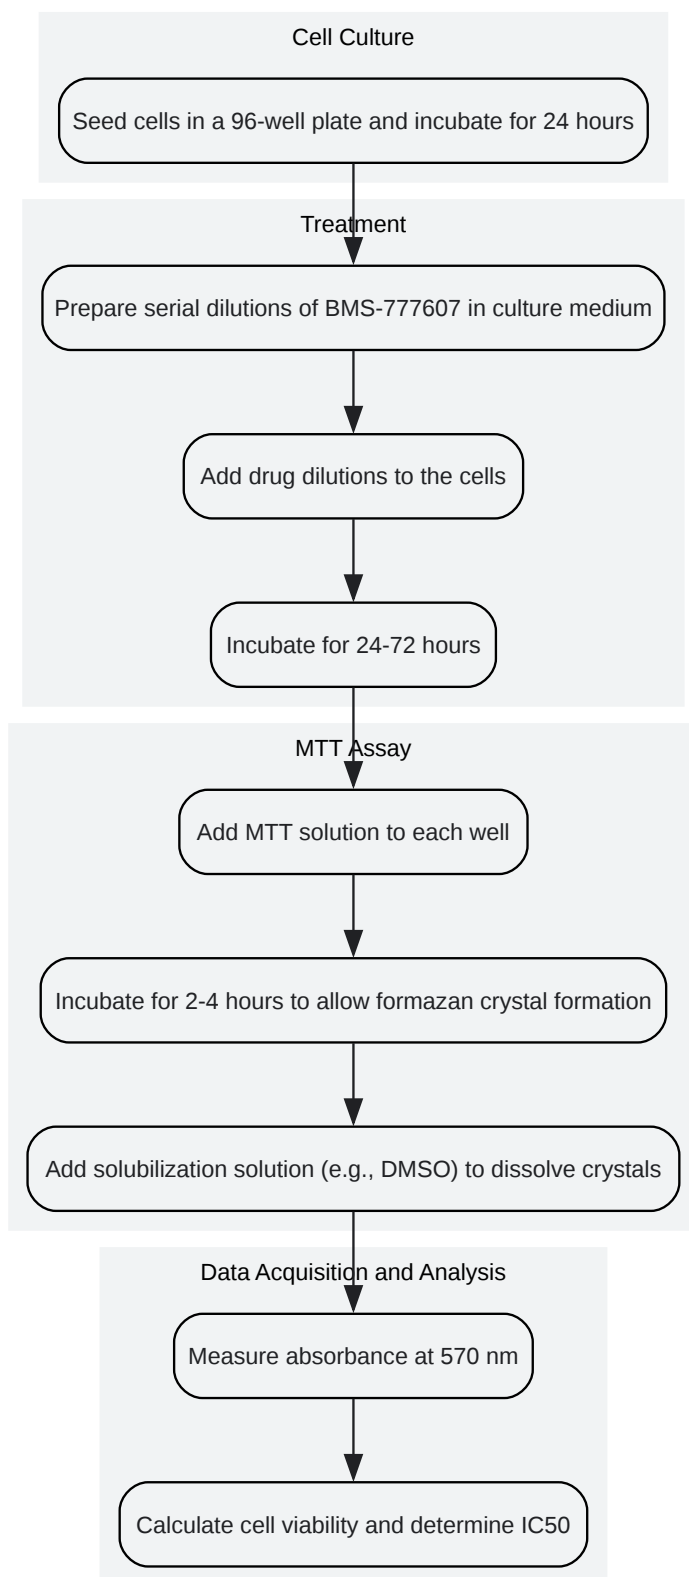 Cell Culture
Seed cells in a 96-well plate and incubate for 24 hours
Treatment
Prepare serial dilutions of BMS-777607 in culture medium
Add drug dilutions to the cells
Incubate for 24-72 hours
MTT Assay
Add MTT solution to each well
Incubate for 2-4 hours to allow formazan crystal formation
Add solubilization solution (e.g., DMSO) to dissolve crystals
Data Acquisition and Analysis
Measure absorbance at 570 nm
Calculate cell viability and determine IC50